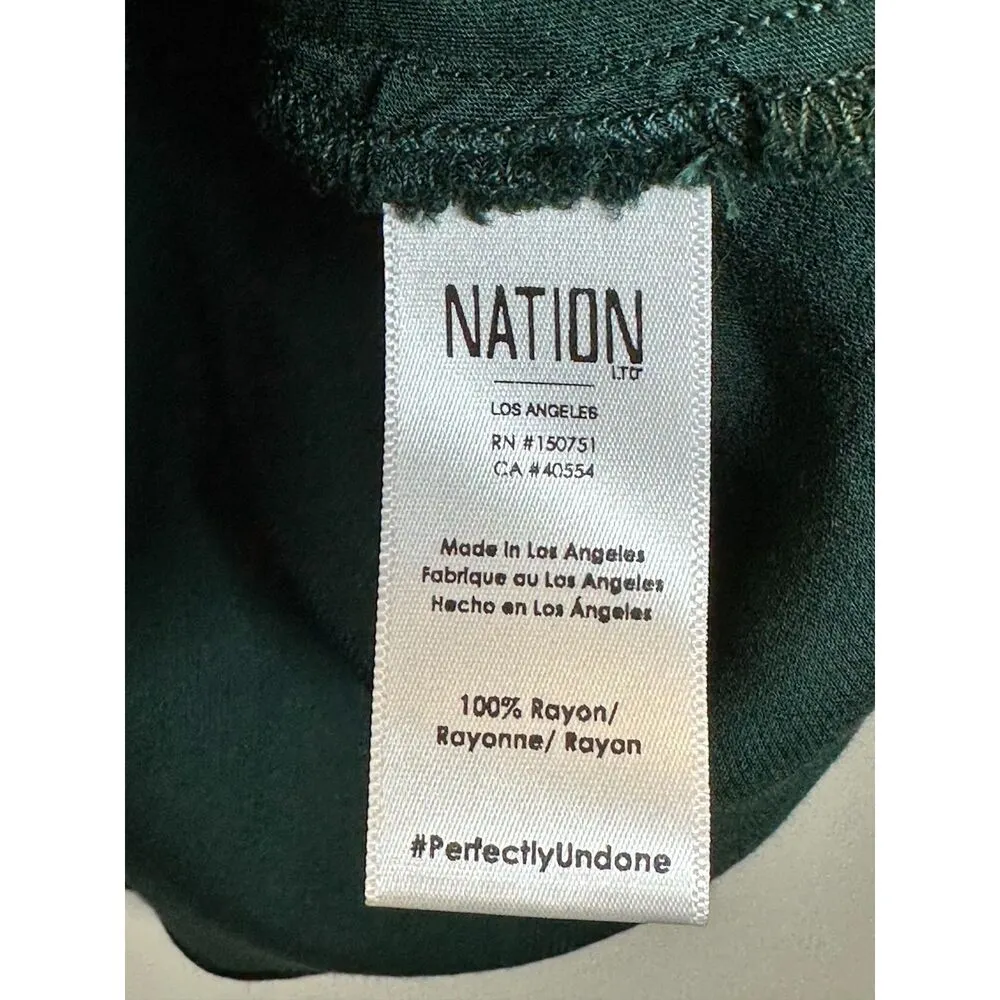 NATION
LTD
LOS ANGELES
RN #150751
CA #40554
Made in Los Angeles
Fabrique au Los Angeles
Hecho en Los Ángeles
100% Rayon/
Rayonne/ Rayon
#PerfectlyUndone